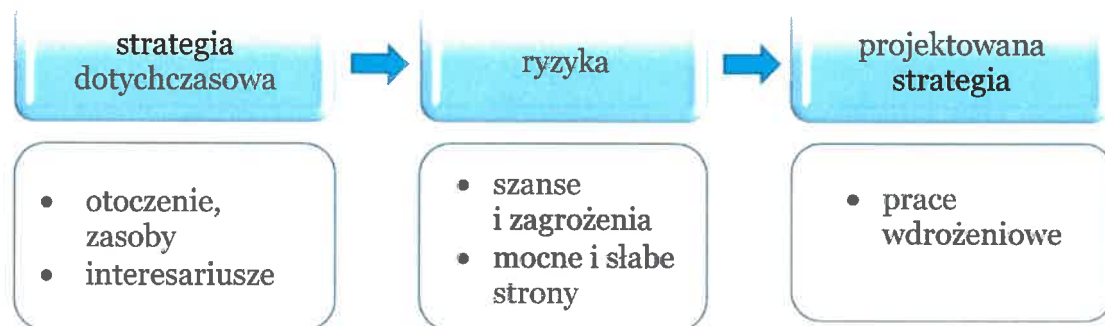 strategia
dotychczasowa
ryzyka
projektowana
strategia
• otoczenie,
zasoby
• interesariusze
• szanse
i zagrożenia
• mocne i słabe
strony
• prace
wdrożeniowe